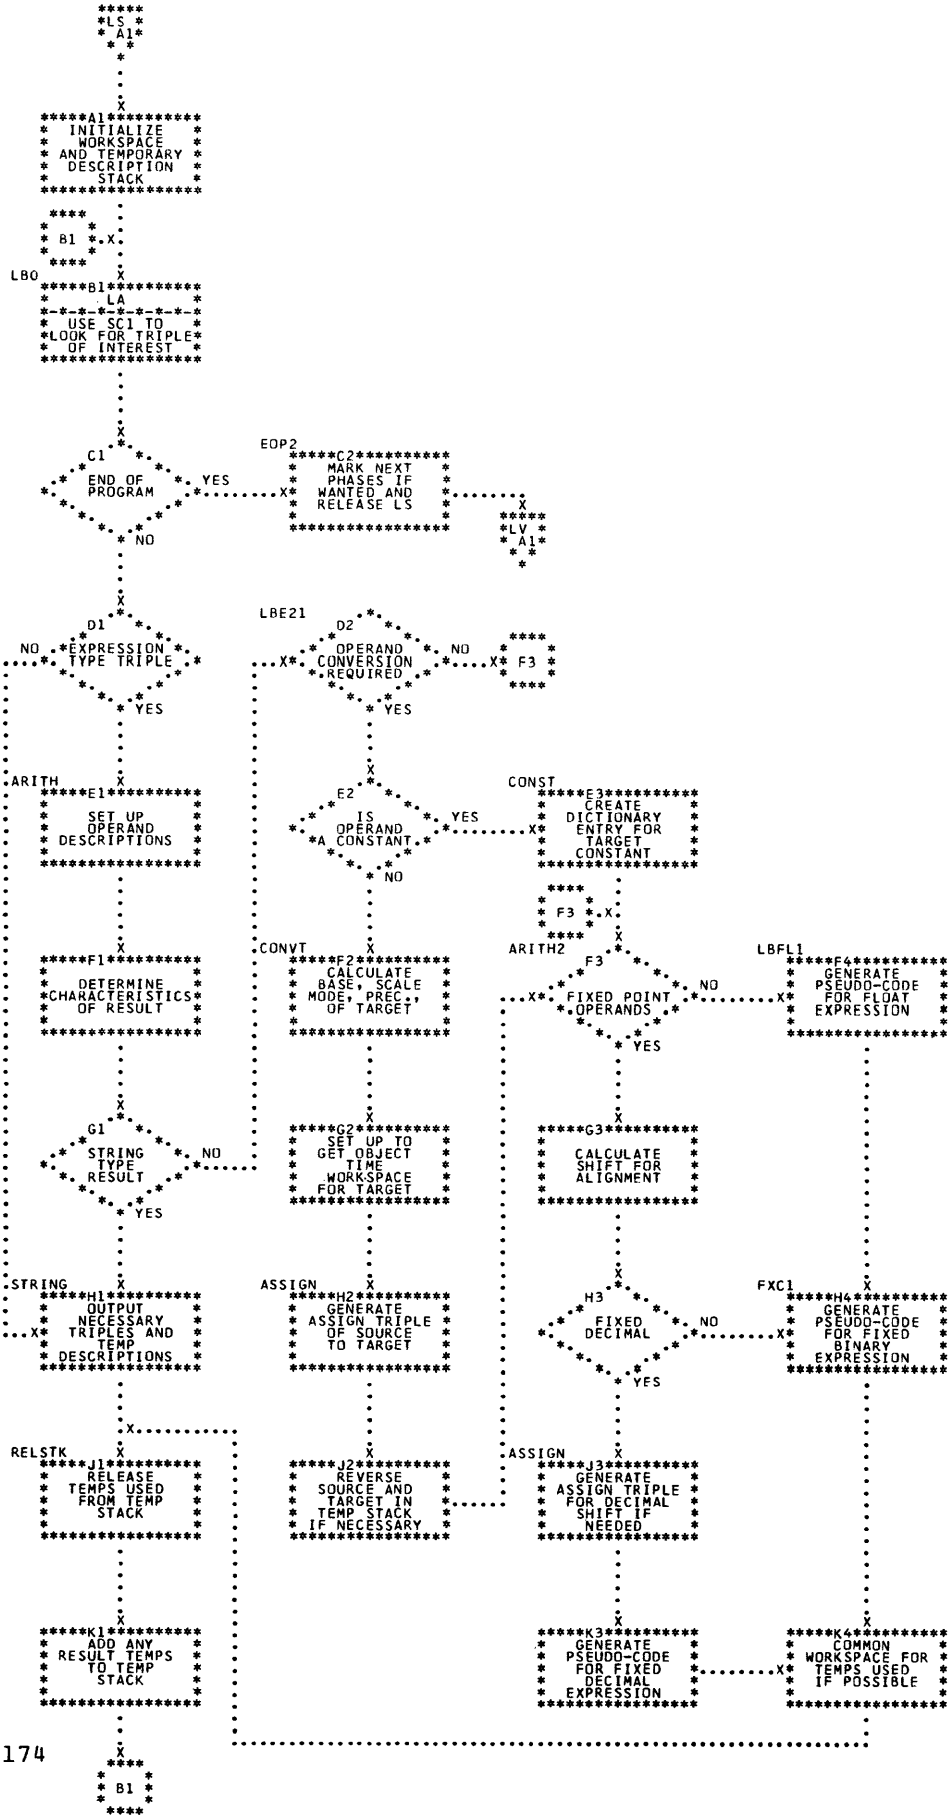 LS
A1
A1
INITIALIZE
WORKSPACE
AND TEMPORARY
DESCRIPTION
STACK
B1
LBO
B1
LA
USE SC1 TO
LOOK FOR TRIPLE
OF INTEREST
C1
END OF
PROGRAM
YES
NO
EOP2
C2
MARK NEXT
PHASES IF
WANTED AND
RELEASE LS
LV
A1
D1
NO
EXPRESSION
TYPE TRIPLE
YES
LBE21
D2
OPERAND
CONVERSION
REQUIRED
NO
YES
F3
ARITH
E1
SET UP
OPERAND
DESCRIPTIONS
E2
IS
OPERAND
A CONSTANT
YES
NO
CONST
E3
CREATE
DICTIONARY
ENTRY FOR
TARGET
CONSTANT
F3
F1
DETERMINE
CHARACTERISTICS
OF RESULT
CONVT
F2
CALCULATE
BASE, SCALE
MODE, PREC.,
OF TARGET
ARITH2
F3
FIXED POINT
OPERANDS
NO
YES
LBFL1
F4
GENERATE
PSEUDO-CODE
FOR FLOAT
EXPRESSION
G1
STRING
TYPE
RESULT
NO
YES
G2
SET UP TO
GET OBJECT
TIME
WORKSPACE
FOR TARGET
G3
CALCULATE
SHIFT FOR
ALIGNMENT
STRING
H1
OUTPUT
NECESSARY
TRIPLES AND
TEMP
DESCRIPTIONS
ASSIGN
H2
GENERATE
ASSIGN TRIPLE
OF SOURCE
TO TARGET
H3
FIXED
DECIMAL
NO
YES
FXC1
H4
GENERATE
PSEUDO-CODE
FOR FIXED
BINARY
EXPRESSION
RELSTK
J1
RELEASE
TEMPS USED
FROM TEMP
STACK
J2
REVERSE
SOURCE AND
TARGET IN
TEMP STACK
IF NECESSARY
ASSIGN
J3
GENERATE
ASSIGN TRIPLE
FOR DECIMAL
SHIFT IF
NEEDED
K1
ADD ANY
RESULT TEMPS
TO TEMP
STACK
K3
GENERATE
PSEUDO-CODE
FOR FIXED
DECIMAL
EXPRESSION
K4
COMMON
WORKSPACE FOR
TEMPS USED
IF POSSIBLE
174
B1